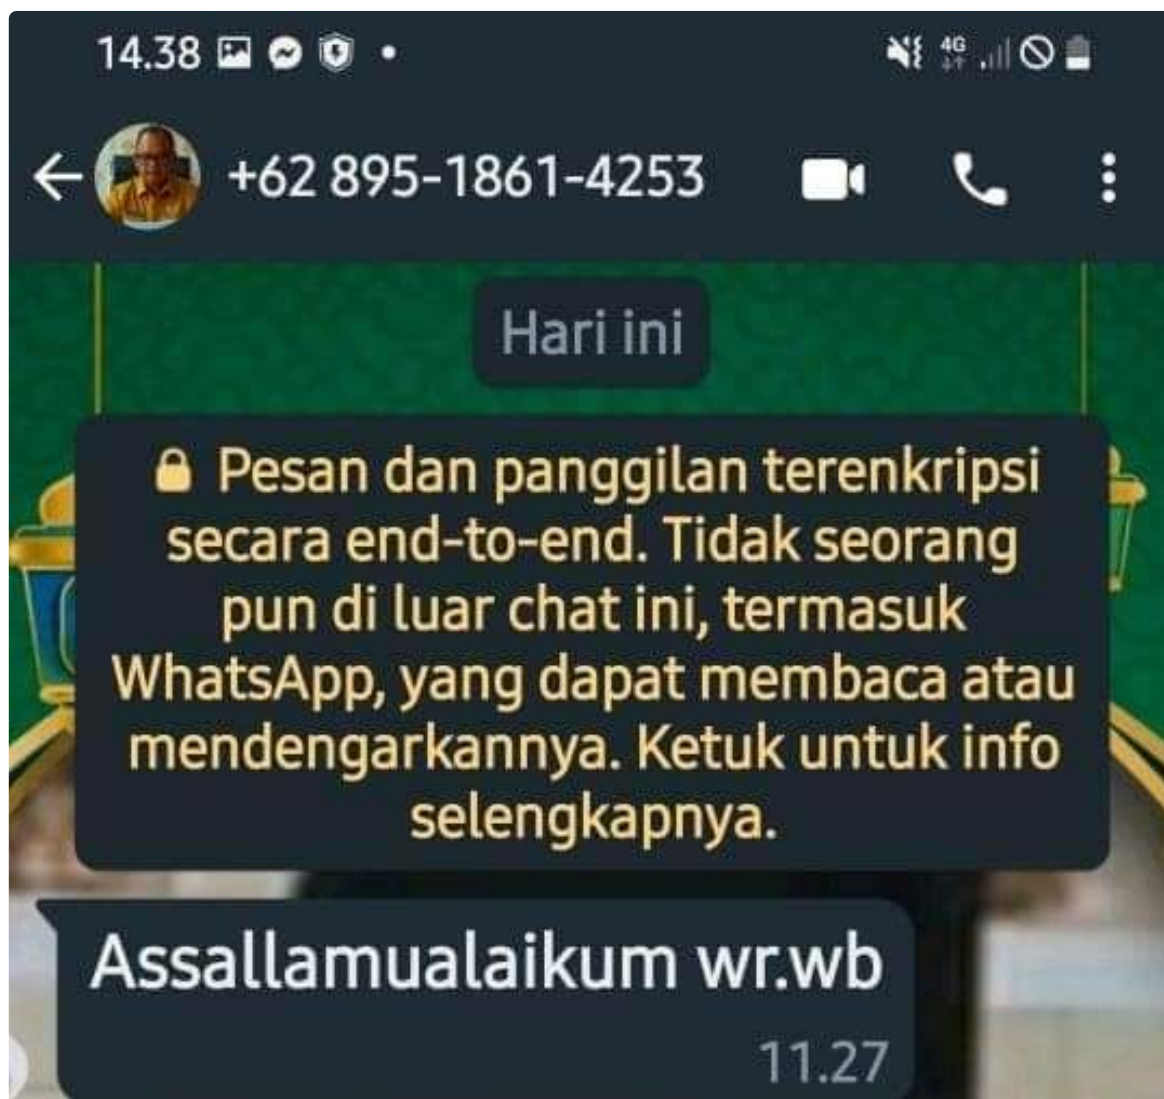 14.38
4G
+62 895-1861-4253
Hari ini
Pesan dan panggilan terenkripsi
secara end-to-end. Tidak seorang
pun di luar chat ini, termasuk
WhatsApp, yang dapat membaca atau
mendengarkannya. Ketuk untuk info
selengkapnya.
Assallamualaikum wr.wb
11.27